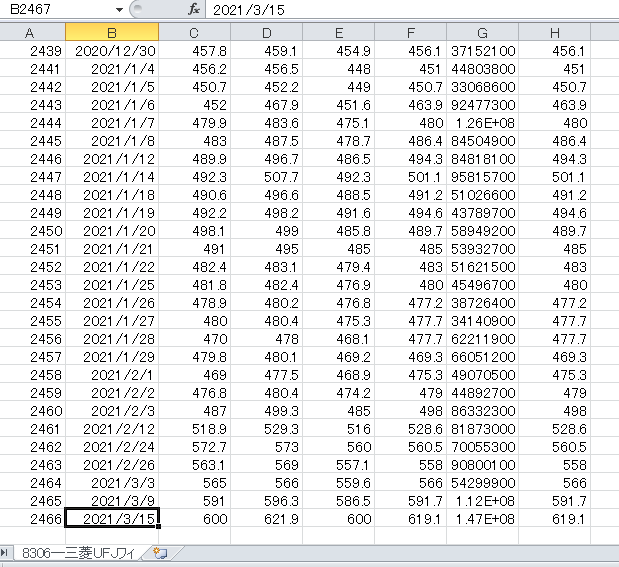 B2467 fx 2021/3/15
A B C D E F G H
2439 2020/12/30 457.8 459.1 454.9 456.1 37152100 456.1
2441 2021/1/4 456.2 456.5 448 451 44803800 451
2442 2021/1/5 450.7 452.2 449 450.7 33068600 450.7
2443 2021/1/6 452 467.9 451.6 463.9 92477300 463.9
2444 2021/1/7 479.9 483.6 475.1 480 1.26E+08 480
2445 2021/1/8 483 487.5 478.7 486.4 84504900 486.4
2446 2021/1/12 489.9 496.7 486.5 494.3 84818100 494.3
2447 2021/1/14 492.3 507.7 492.3 501.1 95815700 501.1
2448 2021/1/18 490.6 496.6 488.5 491.2 51026600 491.2
2449 2021/1/19 492.2 498.2 491.6 494.6 43789700 494.6
2450 2021/1/20 498.1 499 485.8 489.7 58949200 489.7
2451 2021/1/21 491 495 485 485 53932700 485
2452 2021/1/22 482.4 483.1 479.4 483 51621500 483
2453 2021/1/25 481.8 482.4 476.9 480 45496700 480
2454 2021/1/26 478.9 480.2 476.8 477.2 38726400 477.2
2455 2021/1/27 480 480.4 475.3 477.7 34140900 477.7
2456 2021/1/28 470 478 468.1 477.7 62211900 477.7
2457 2021/1/29 479.8 480.1 469.2 469.3 66051200 469.3
2458 2021/2/1 469 477.5 468.9 475.3 49070500 475.3
2459 2021/2/2 476.8 480.4 474.2 479 44892700 479
2460 2021/2/3 487 499.3 485 498 86332300 498
2461 2021/2/12 518.9 529.3 516 528.6 81873000 528.6
2462 2021/2/24 572.7 573 560 560.5 70055300 560.5
2463 2021/2/26 563.1 569 557.1 558 90800100 558
2464 2021/3/3 565 566 559.6 566 54299900 566
2465 2021/3/9 591 596.3 586.5 591.7 1.12E+08 591.7
2466 2021/3/15 600 621.9 600 619.1 1.47E+08 619.1
8306―三菱UFJフィ